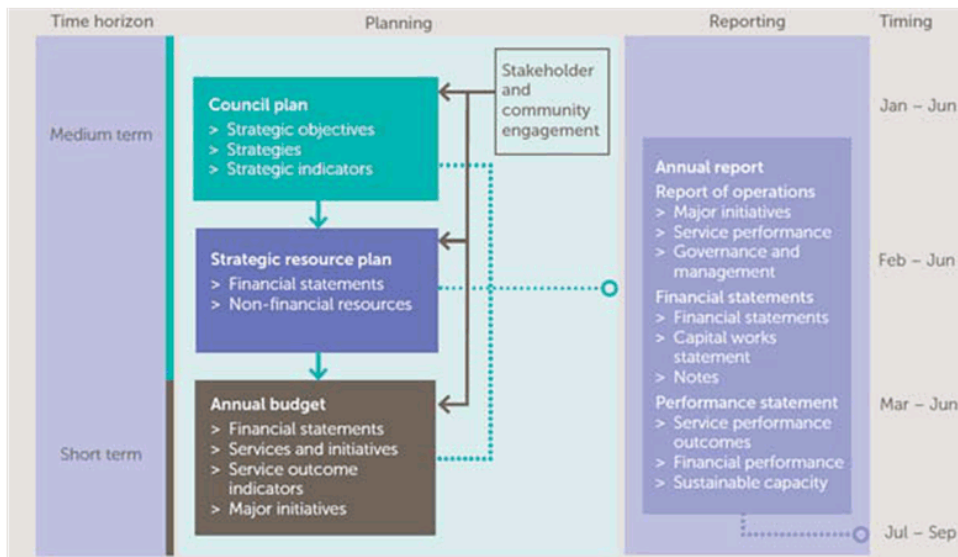 Time horizon
Planning
Reporting
Timing
Medium term
Short term
Council plan
> Strategic objectives
> Strategies
> Strategic indicators
Stakeholder
and
community
engagement
Strategic resource plan
> Financial statements
> Non-financial resources
Annual budget
> Financial statements
> Services and initiatives
> Service outcome
indicators
> Major initiatives
Annual report
Report of operations
> Major initiatives
> Service performance
> Governance and
management
Financial statements
> Financial statements
> Capital works
statement
> Notes
Performance statement
> Service performance
outcomes
> Financial performance
> Sustainable capacity
Jan – Jun
Feb – Jun
Mar – Jun
Jul – Sep